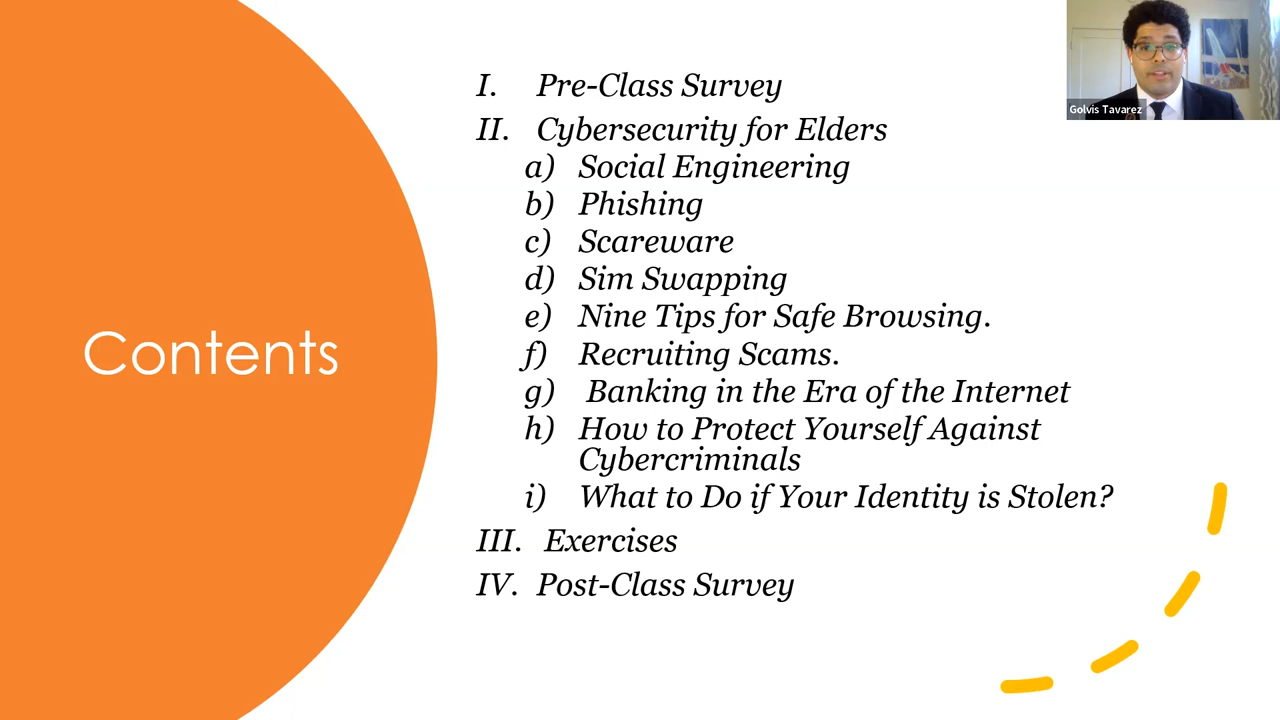 Contents
I. Pre-Class Survey
II. Cybersecurity for Elders
a) Social Engineering
b) Phishing
c) Scareware
d) Sim Swapping
e) Nine Tips for Safe Browsing.
f) Recruiting Scams.
g) Banking in the Era of the Internet
h) How to Protect Yourself Against
Cybercriminals
i) What to Do if Your Identity is Stolen?
III. Exercises
IV. Post-Class Survey
Golvis Tavarez